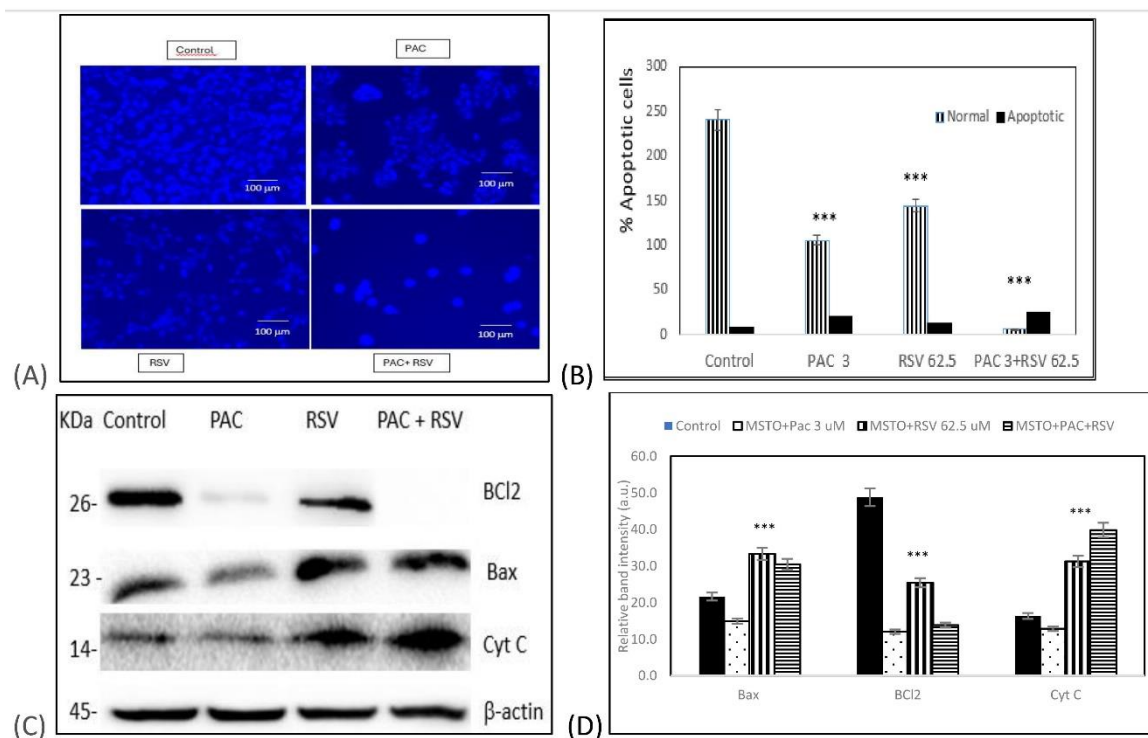 Control
PAC
100 µm
100 µm
100 µm
100 µm
RSV
PAC+ RSV
(A)
% Apoptotic cells
300
250
200
150
100
50
0
Normal
Apoptotic
***
***
***
Control
PAC 3
RSV 62.5
PAC 3+RSV 62.5
(B)
KDa Control PAC RSV PAC + RSV
26- BCl2
23 - Bax
14- Cyt C
45- β-actin
(C)
Control MSTO+Pac 3 uM MSTO+RSV 62.5 uM MSTO+PAC+RSV
Relative band intensity (a.u.)
60.0
50.0
40.0
30.0
20.0
10.0
0.0
***
***
***
Bax
BCl2
Cyt C
(D)